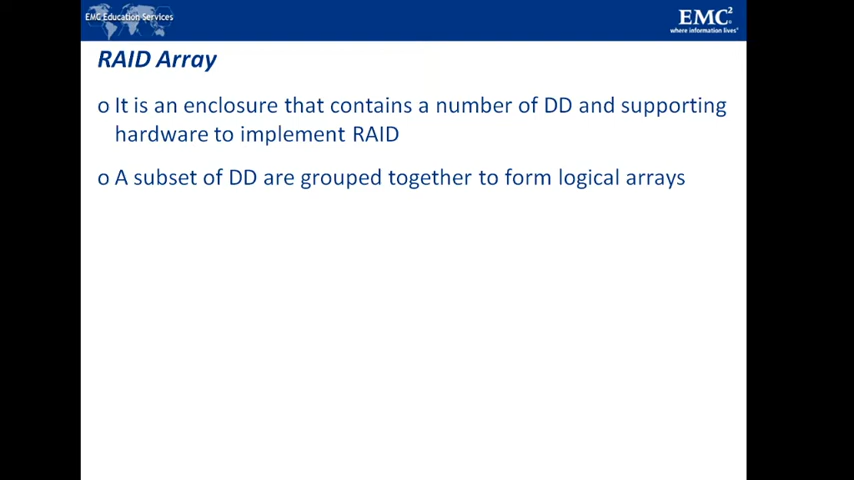 EMC Education Services
EMC²
where information lives®
RAID Array
o It is an enclosure that contains a number of DD and supporting
hardware to implement RAID
o A subset of DD are grouped together to form logical arrays